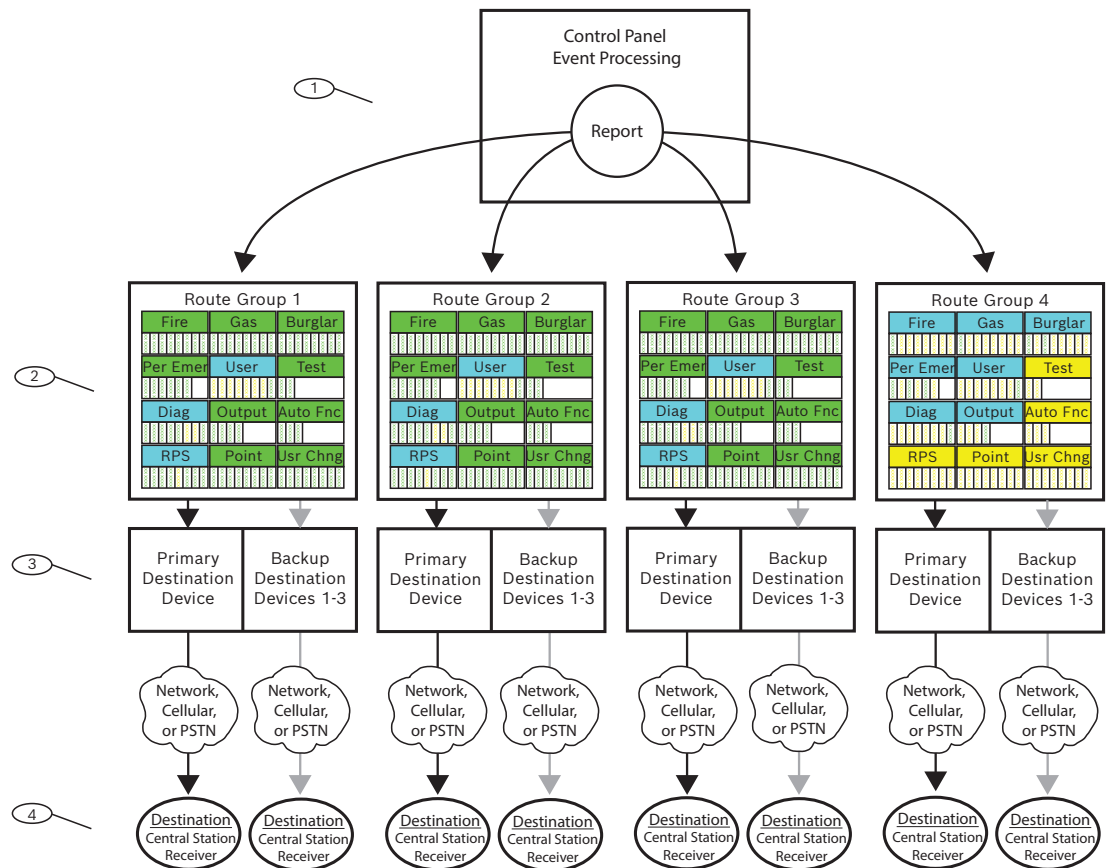 Control Panel
Event Processing
1
Report
Route Group 1
Fire Gas Burglar
Per Emer User Test
Diag Output Auto Fnc
RPS Point Usr Chng
Route Group 2
Fire Gas Burglar
Per Emer User Test
Diag Output Auto Fnc
RPS Point Usr Chng
Route Group 3
Fire Gas Burglar
Per Emer User Test
Diag Output Auto Fnc
RPS Point Usr Chng
Route Group 4
Fire Gas Burglar
Per Emer User Test
Diag Output Auto Fnc
RPS Point Usr Chng
2
3
Primary
Destination
Device
Backup
Destination
Devices 1-3
Primary
Destination
Device
Backup
Destination
Devices 1-3
Primary
Destination
Device
Backup
Destination
Devices 1-3
Primary
Destination
Device
Backup
Destination
Devices 1-3
Network,
Cellular,
or PSTN
Network,
Cellular,
or PSTN
Network,
Cellular,
or PSTN
Network,
Cellular,
or PSTN
Network,
Cellular,
or PSTN
Network,
Cellular,
or PSTN
Network,
Cellular,
or PSTN
Network,
Cellular,
or PSTN
4
Destination
Central Station
Receiver
Destination
Central Station
Receiver
Destination
Central Station
Receiver
Destination
Central Station
Receiver
Destination
Central Station
Receiver
Destination
Central Station
Receiver
Destination
Central Station
Receiver
Destination
Central Station
Receiver